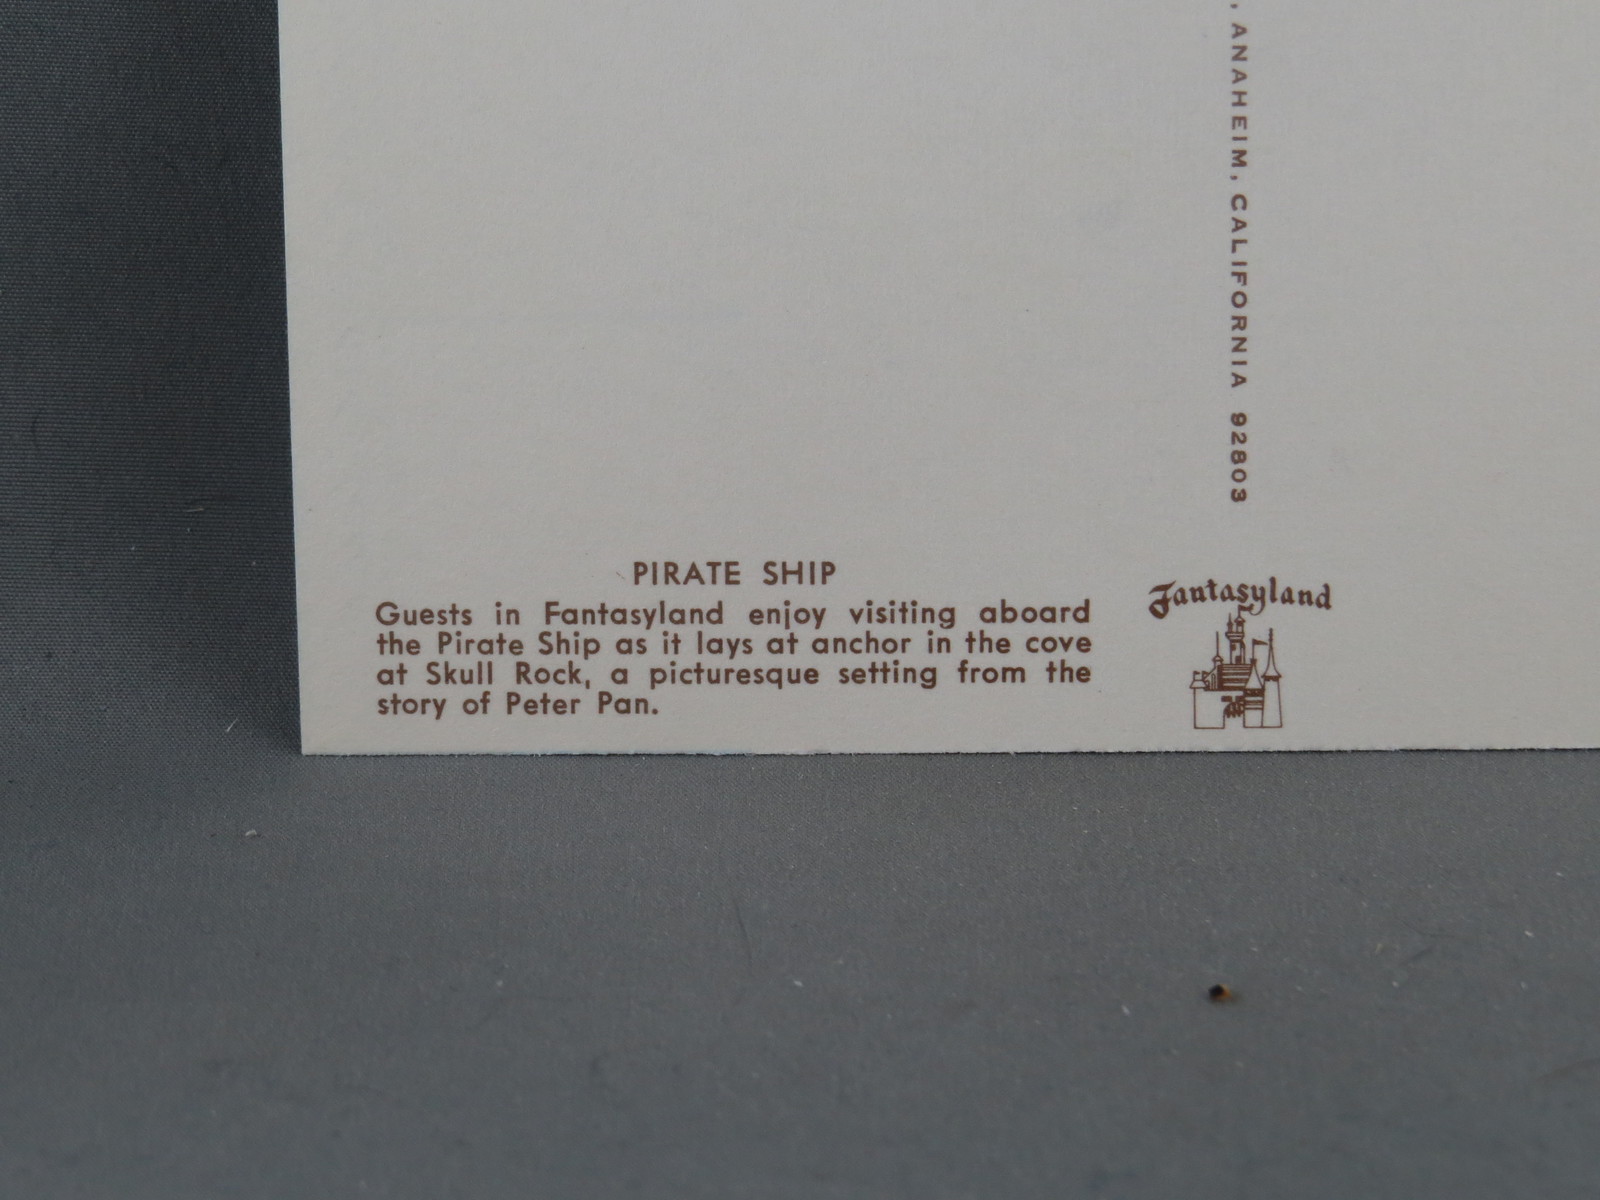 , ANAHEIM, CALIFORNIA 92803
PIRATE SHIP
Guests in Fantasyland enjoy visiting aboard
the Pirate Ship as it lays at anchor in the cove
at Skull Rock, a picturesque setting from the
story of Peter Pan.
Fantasyland